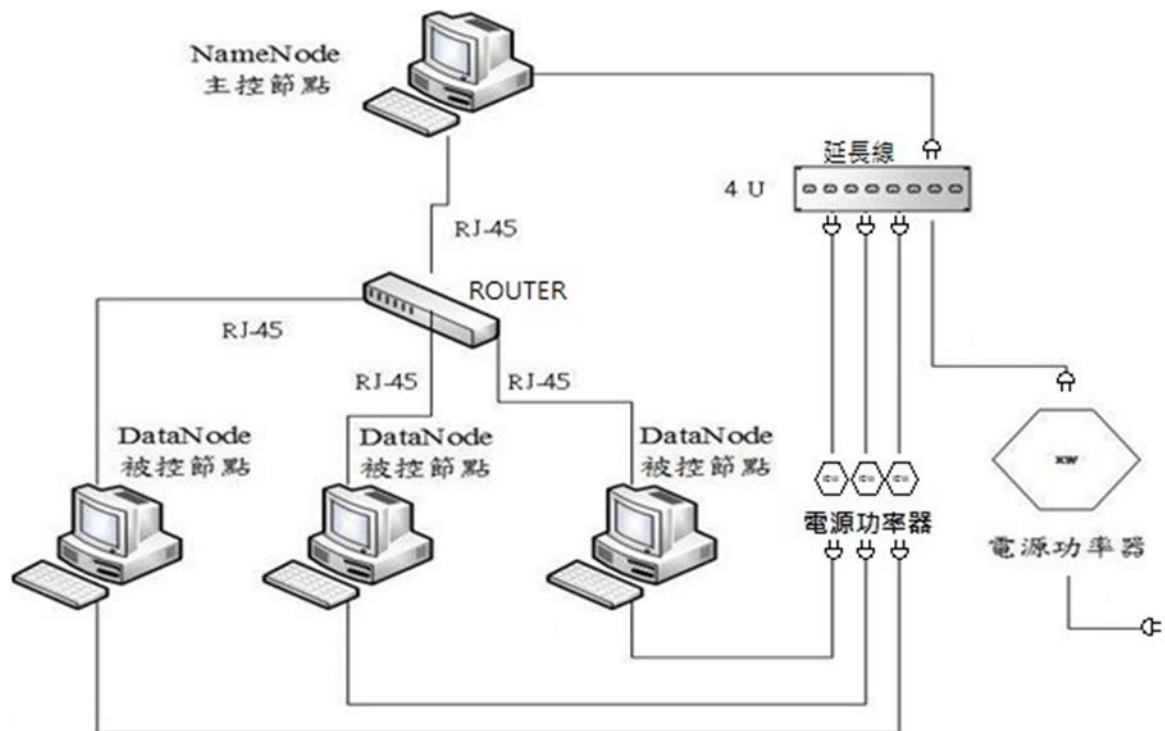 NameNode
主控節點
延長線
4 U
RJ-45
ROUTER
RJ-45
RJ-45
RJ-45
DataNode
被控節點
DataNode
被控節點
DataNode
被控節點
KW
電源功率器
電源功率器